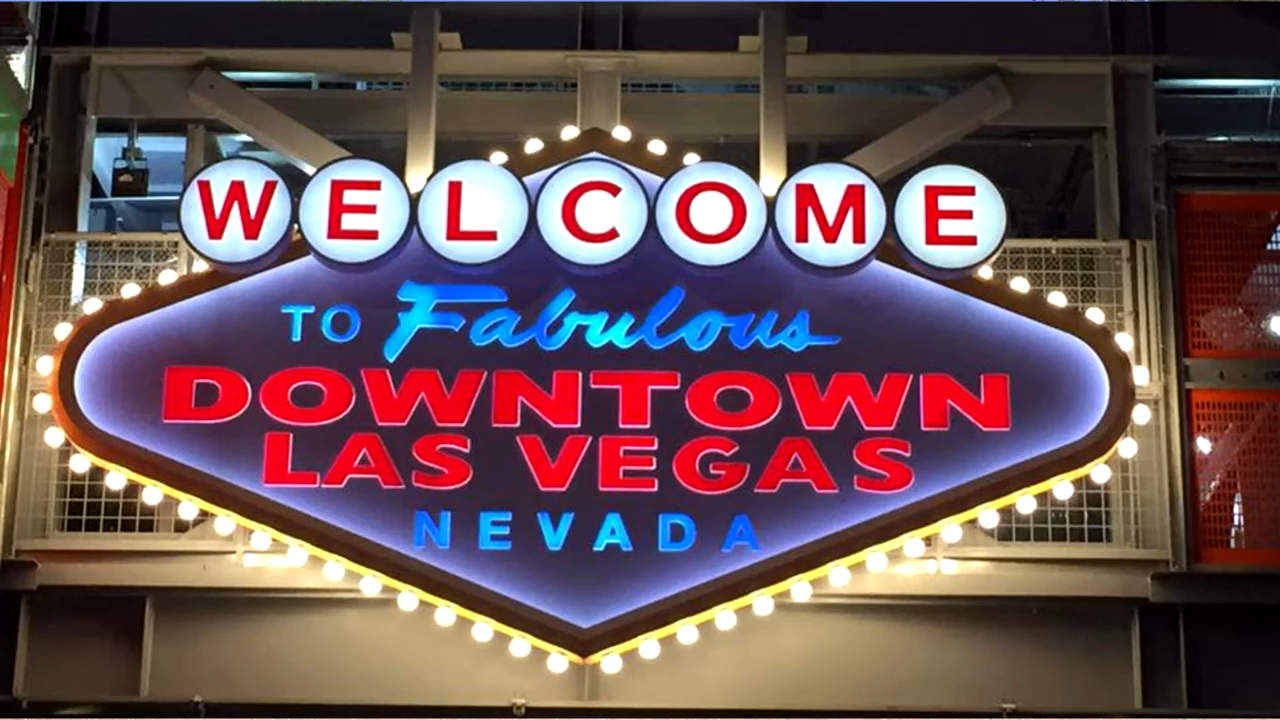 WELCOME
TO Fabulous
DOWNTOWN
LAS VEGAS
NEVADA